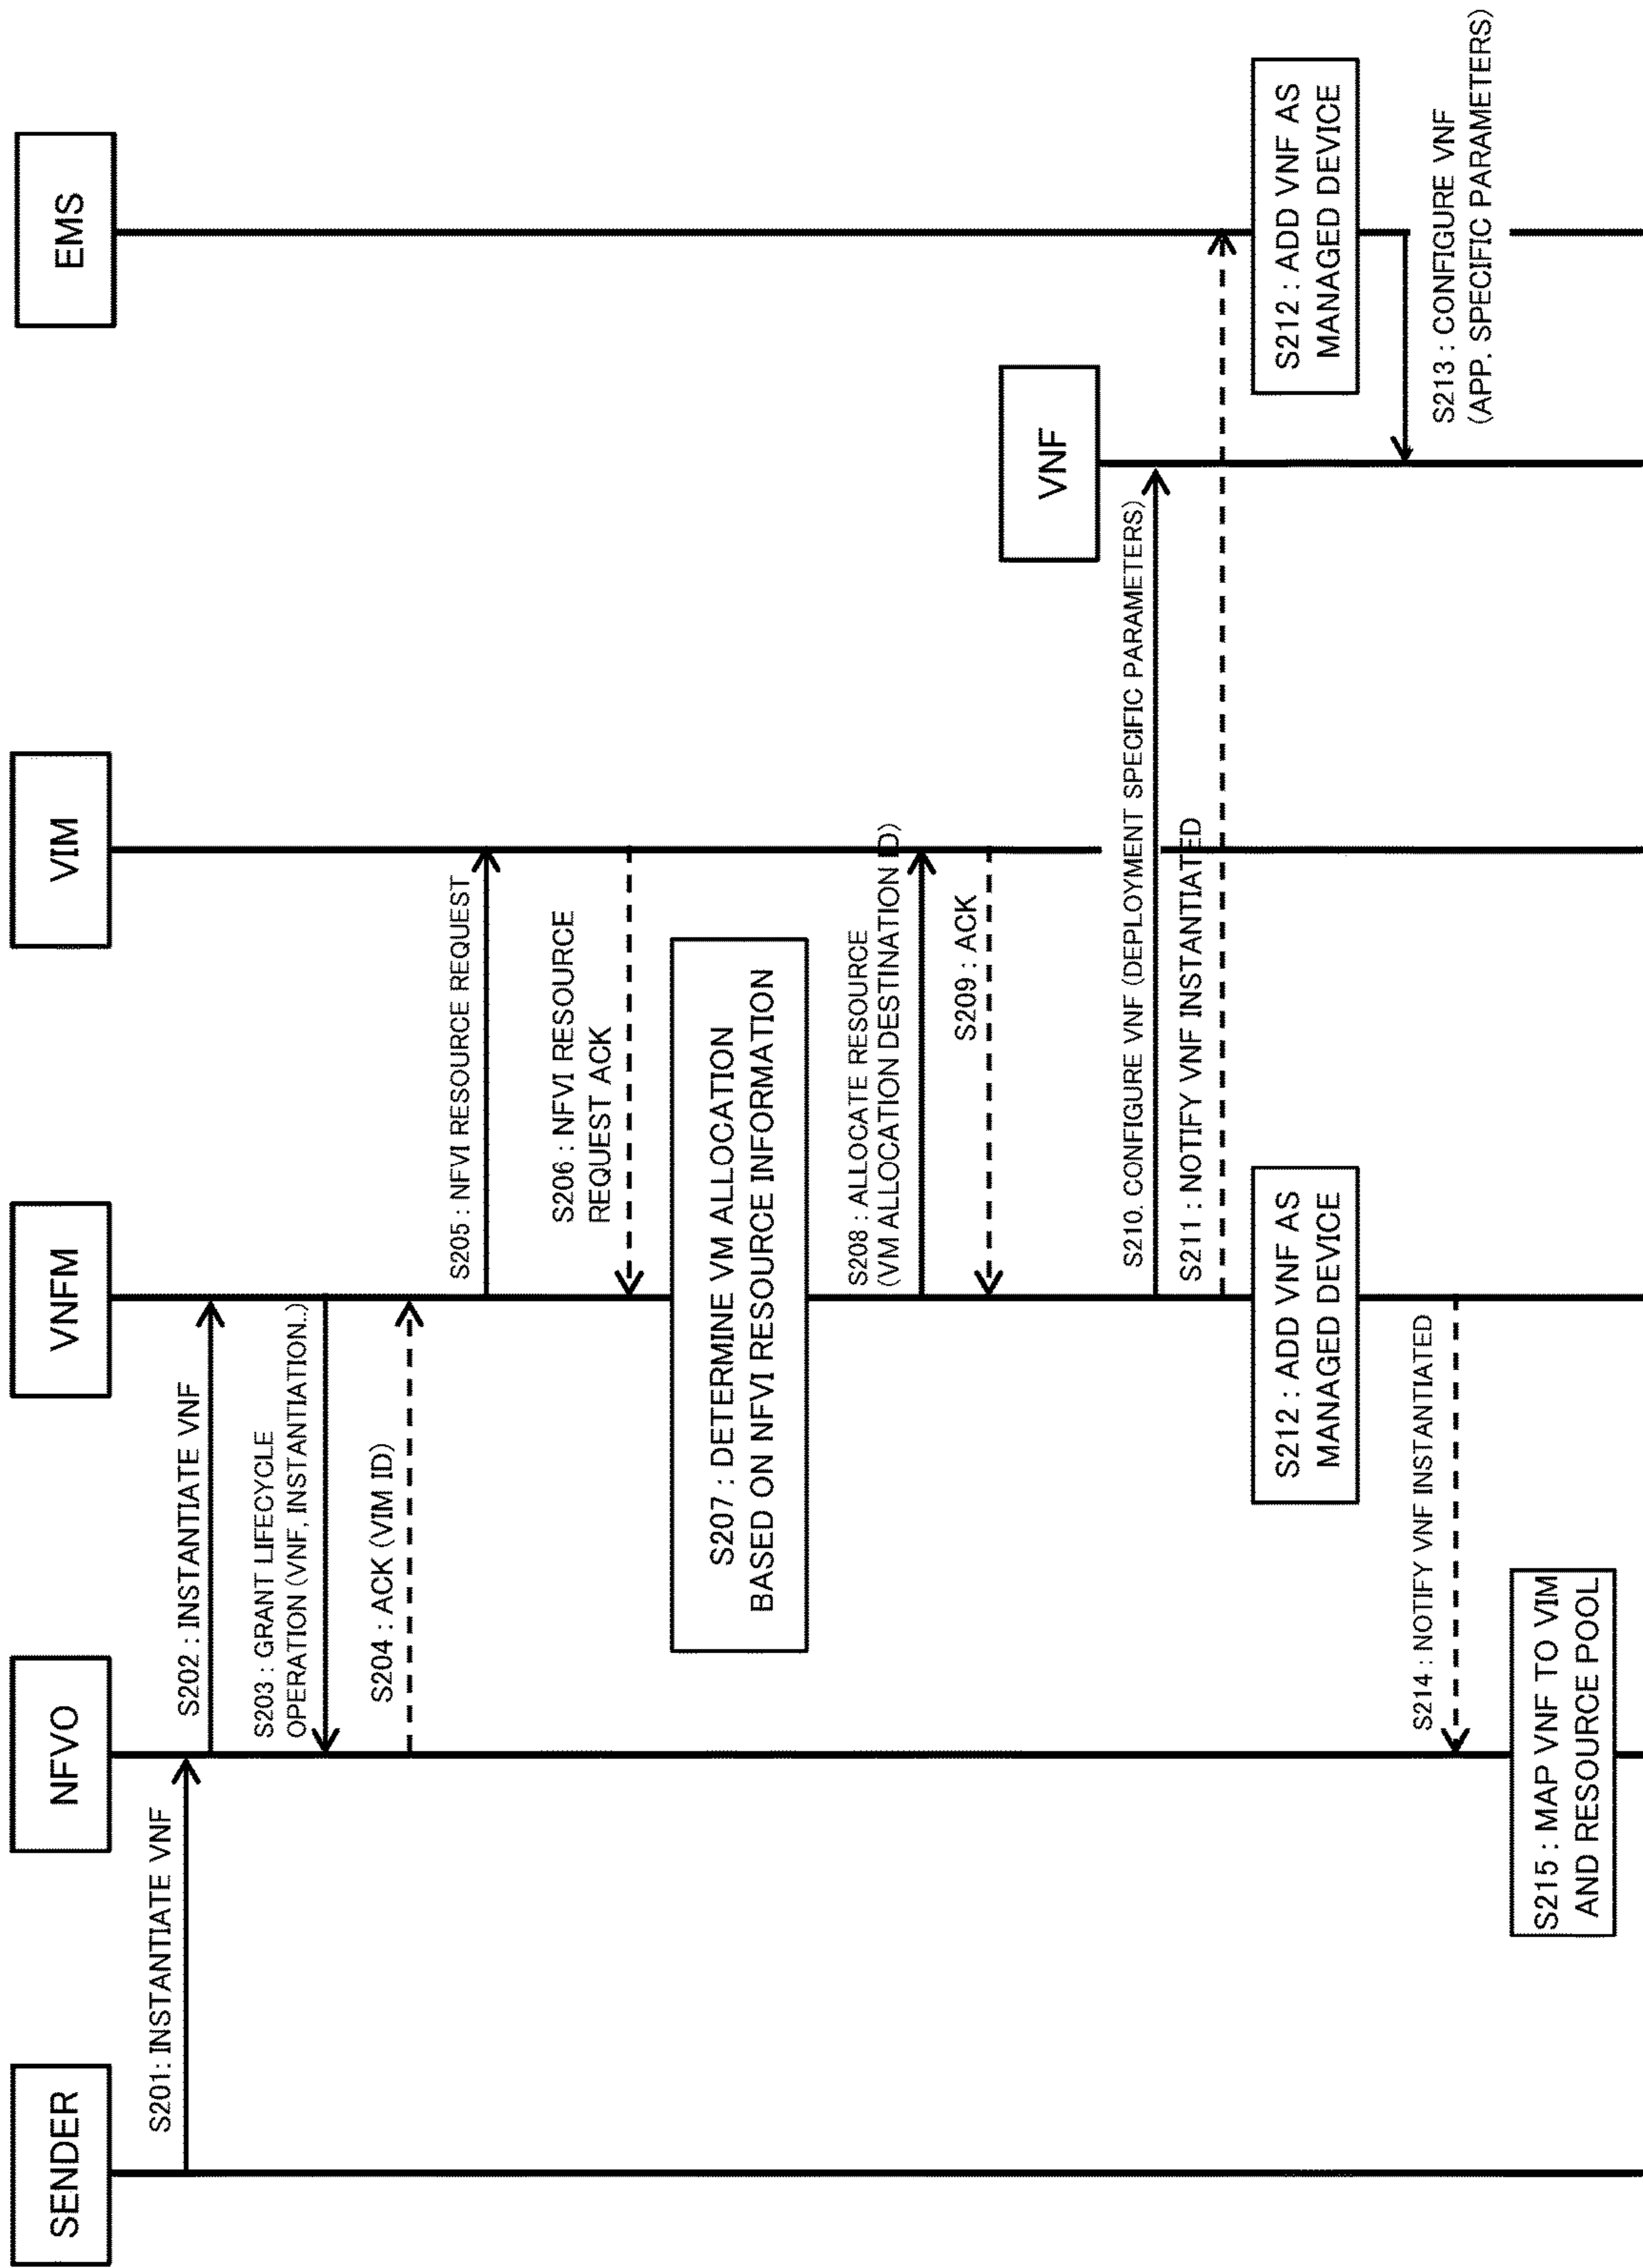 SENDER
NFVO
VNFM
VIM
VNF
EMS
S201: INSTANTIATE VNF
S202 : INSTANTIATE VNF
S203 : GRANT LIFECYCLE
OPERATION (VNF, INSTANTIATION..)
S204 : ACK (VIM ID)
S205 : NFVI RESOURCE REQUEST
S206 : NFVI RESOURCE
REQUEST ACK
S207 : DETERMINE VM ALLOCATION
BASED ON NFVI RESOURCE INFORMATION
S208 : ALLOCATE RESOURCE
(VM ALLOCATION DESTINATION ID)
S209 : ACK
S210. CONFIGURE VNF (DEPLOYMENT SPECIFIC PARAMETERS)
S211 : NOTIFY VNF INSTANTIATED
S212 : ADD VNF AS
MANAGED DEVICE
S212 : ADD VNF AS
MANAGED DEVICE
S213 : CONFIGURE VNF
(APP. SPECIFIC PARAMETERS)
S214 : NOTIFY VNF INSTANTIATED
S215 : MAP VNF TO VIM
AND RESOURCE POOL